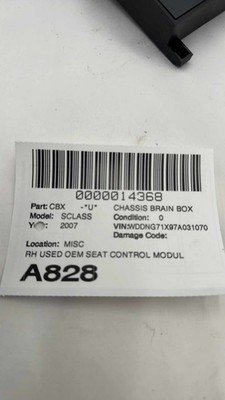 0000014368
Part: CBX -"U" CHASSIS BRAIN BOX
Model: SCLASS Condition: 0
2007 VIN:WDDNG71X97A031070
Damage Code:
Location: MISC
RH USED OEM SEAT CONTROL MODUL
A828